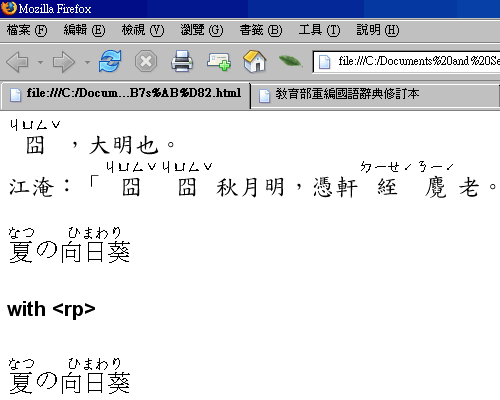 Mozilla Firefox
檔案 (F) 編輯 (E) 檢視 (V) 瀏覽 (G) 書籤 (B) 工具 (T) 說明 (H)
file:///C:/Documents%20and%20Se
file:///C:/Docum...B7s%AB%D82.html 教育部重編國語辭典修訂本
ㄐㄩㄥˇ
囧，大明也。
ㄐㄩㄥˇ ㄐㄩㄥˇ ㄉㄧㄝˊ ㄋㄧˊ
江淹：「囧囧秋月明，憑軒絰麑老。
なつ ひまわり
夏の向日葵
with <rp>
なつ ひまわり
夏の向日葵